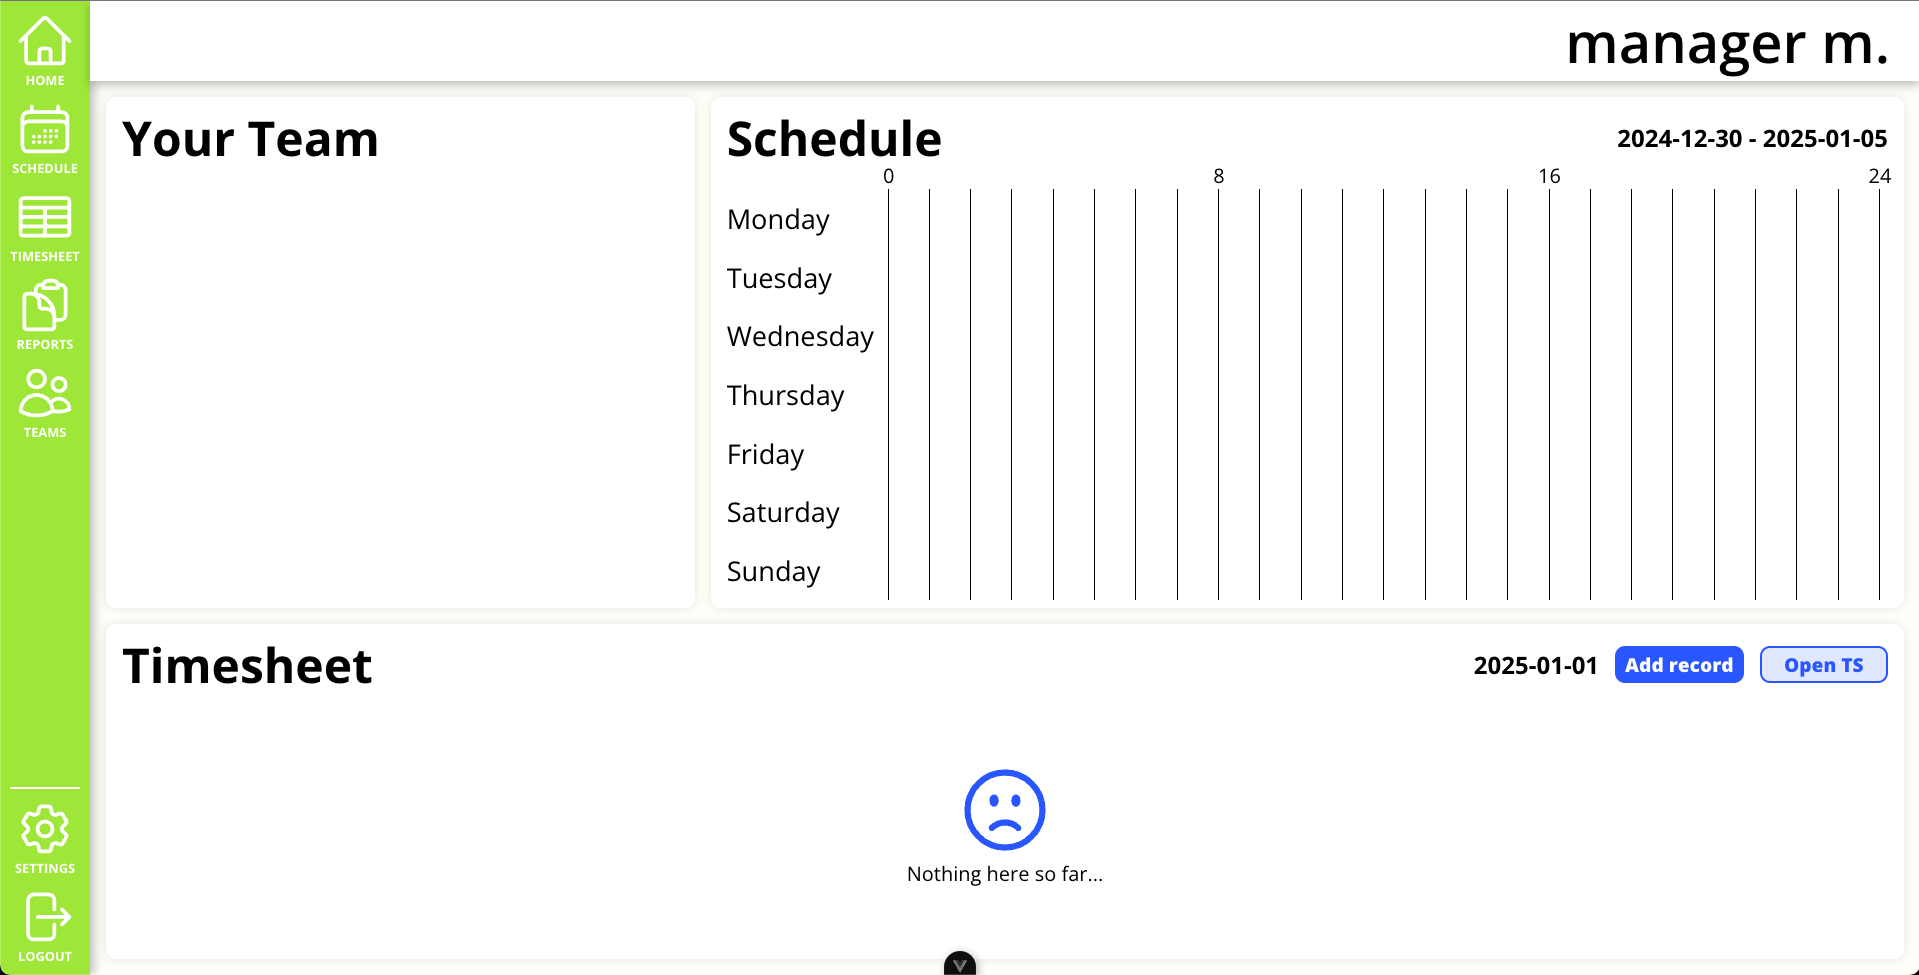 HOME
SCHEDULE
TIMESHEET
REPORTS
TEAMS
SETTINGS
LOGOUT
manager m.
Your Team
Schedule
2024-12-30 - 2025-01-05
0 8 16 24
Monday
Tuesday
Wednesday
Thursday
Friday
Saturday
Sunday
Timesheet
2025-01-01 Add record Open TS
Nothing here so far...